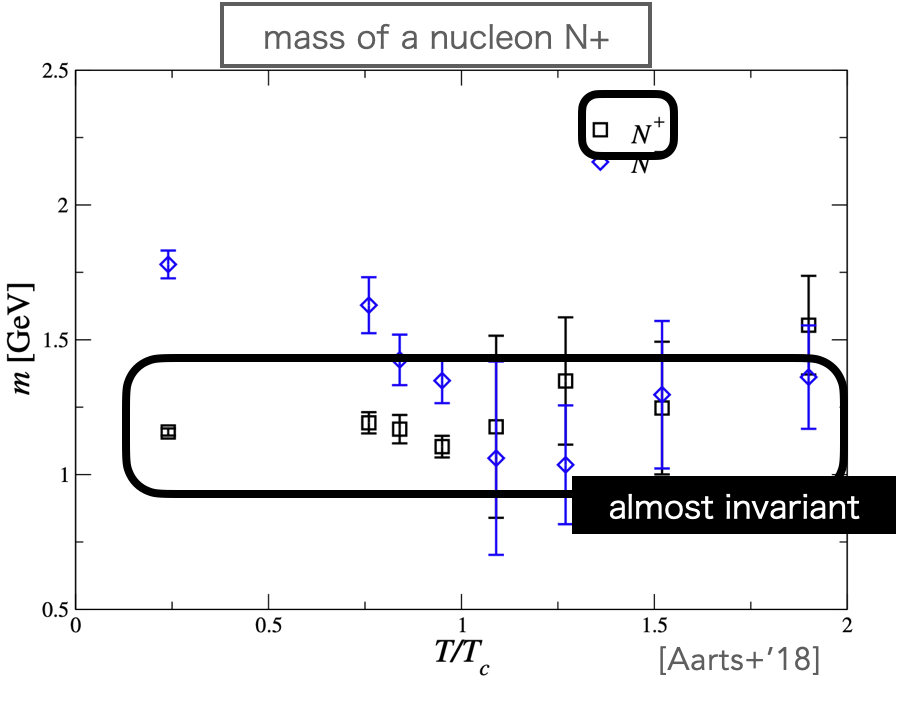 mass of a nucleon N+
2.5
N⁺
N
2
1.5
m [GeV]
1
almost invariant
0.5
0
0.5
1
1.5
2
T/T_c
[Aarts+'18]